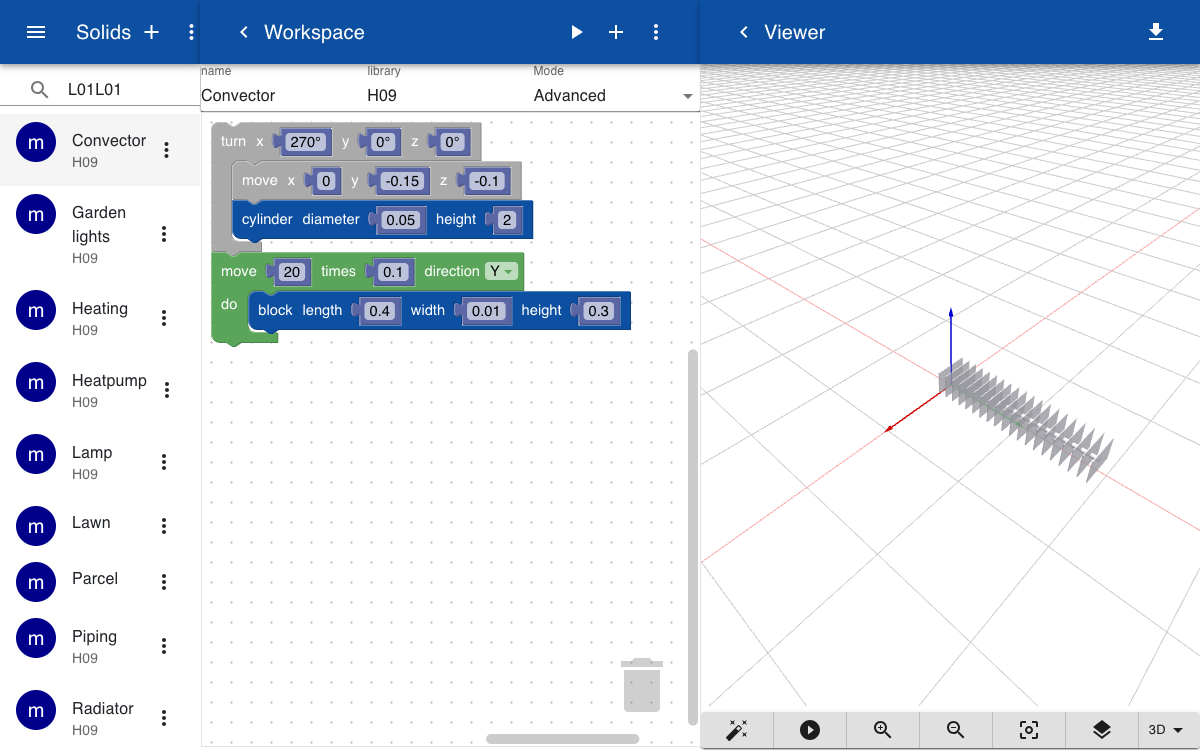 Solids
Workspace
Viewer
L01L01
name
library
Mode
Convector
H09
Advanced
m
Convector
H09
m
Garden
lights
H09
m
Heating
H09
m
Heatpump
H09
m
Lamp
H09
m
Lawn
m
Parcel
m
Piping
H09
m
Radiator
H09
turn x 270° y 0° z 0°
move x 0 y -0.15 z -0.1
cylinder diameter 0.05 height 2
move 20 times 0.1 direction Y
do block length 0.4 width 0.01 height 0.3
3D